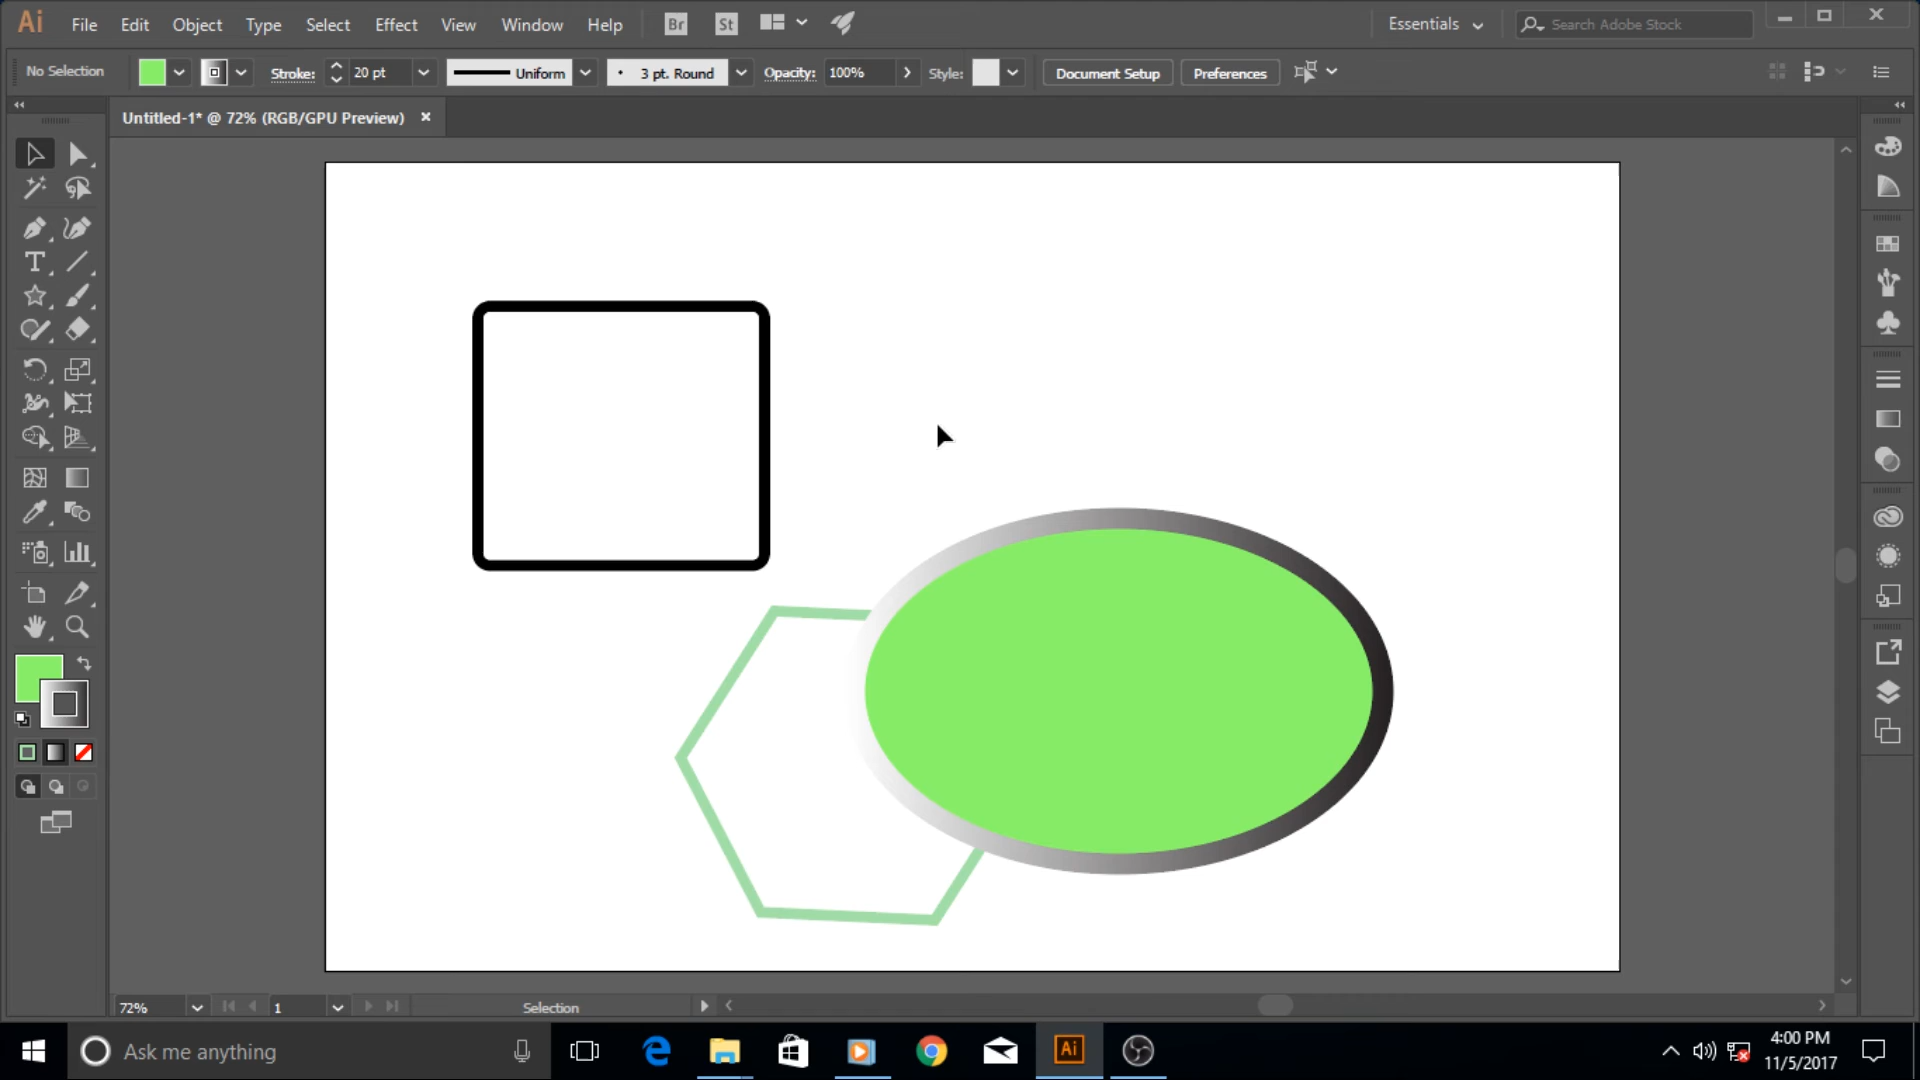 Ai File Edit Object Type Select Effect View Window Help Br St Essentials Search Adobe Stock
No Selection Stroke: 20 pt Uniform 3 pt. Round Opacity: 100% Style: Document Setup Preferences
Untitled-1* @ 72% (RGB/GPU Preview)
72% 1 Selection
Ask me anything Ai 4:00 PM
11/5/2017